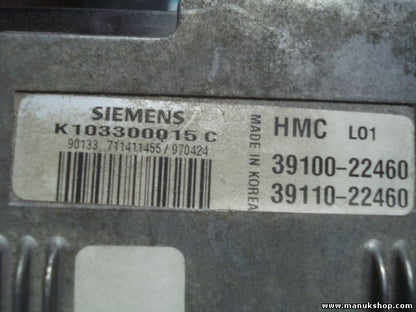 SIEMENS
K103300015 C
90133 711411455 / 970424
MADE IN KOREA
HMC L01
39100-22460
39110-22460
www.manukshop.com